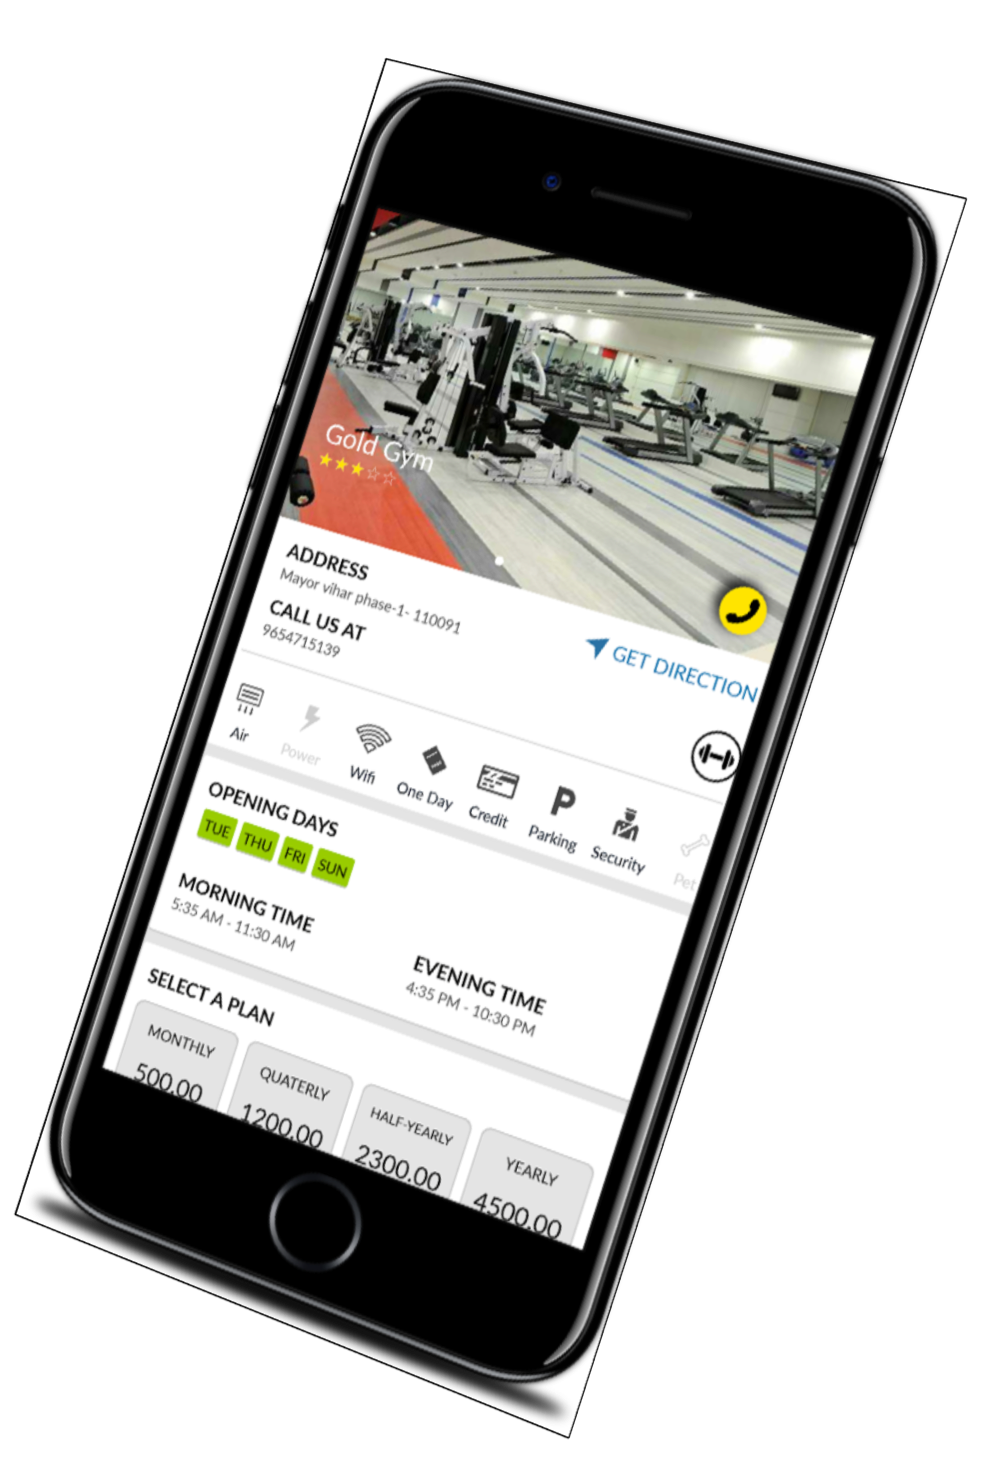 Gold Gym
ADDRESS
Mayor vihar phase-1- 110091
CALL US AT
9654715139
GET DIRECTION
Air
Power
Wifi
One Day
Credit
Parking
Security
Pet
OPENING DAYS
TUE THU FRI SUN
MORNING TIME
5:35 AM - 11:30 AM
EVENING TIME
4:35 PM - 10:30 PM
SELECT A PLAN
MONTHLY
500.00
QUATERLY
1200.00
HALF-YEARLY
2300.00
YEARLY
4500.00